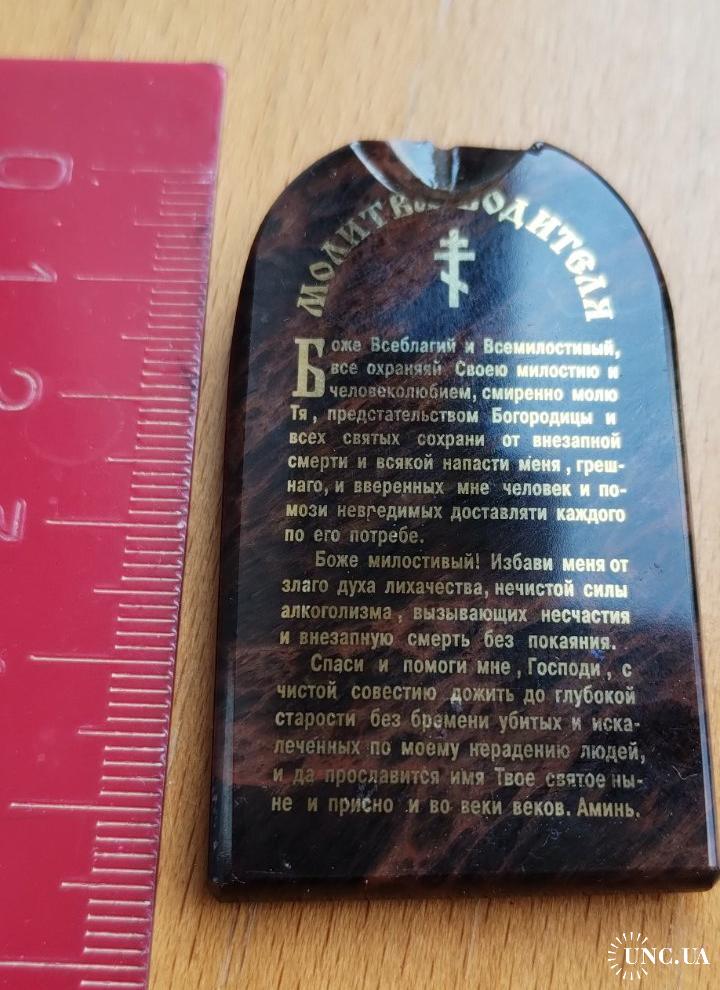 0
1
2
3
Молитва водителя
Боже Всеблагий и Всемилостивый,
все охраняяй Своею милостию и
человеколюбием, смиренно молю
Тя, предстательством Богородицы и
всех святых сохрани от внезапной
смерти и всякой напасти меня, греш-
наго, и вверенных мне человек и по-
мози невредимых доставляти каждого
по его потребе.
Боже милостивый! Избави меня от
злаго духа лихачества, нечистой силы
алкоголизма, вызывающих несчастия
и внезапную смерть без покаяния.
Спаси и помоги мне, Господи, с
чистой совестию дожить до глубокой
старости без бремени убитых и иска-
леченных по моему нерадению людей,
и да прославится имя Твое святое ны-
не и присно и во веки веков. Аминь.
UNC.UA